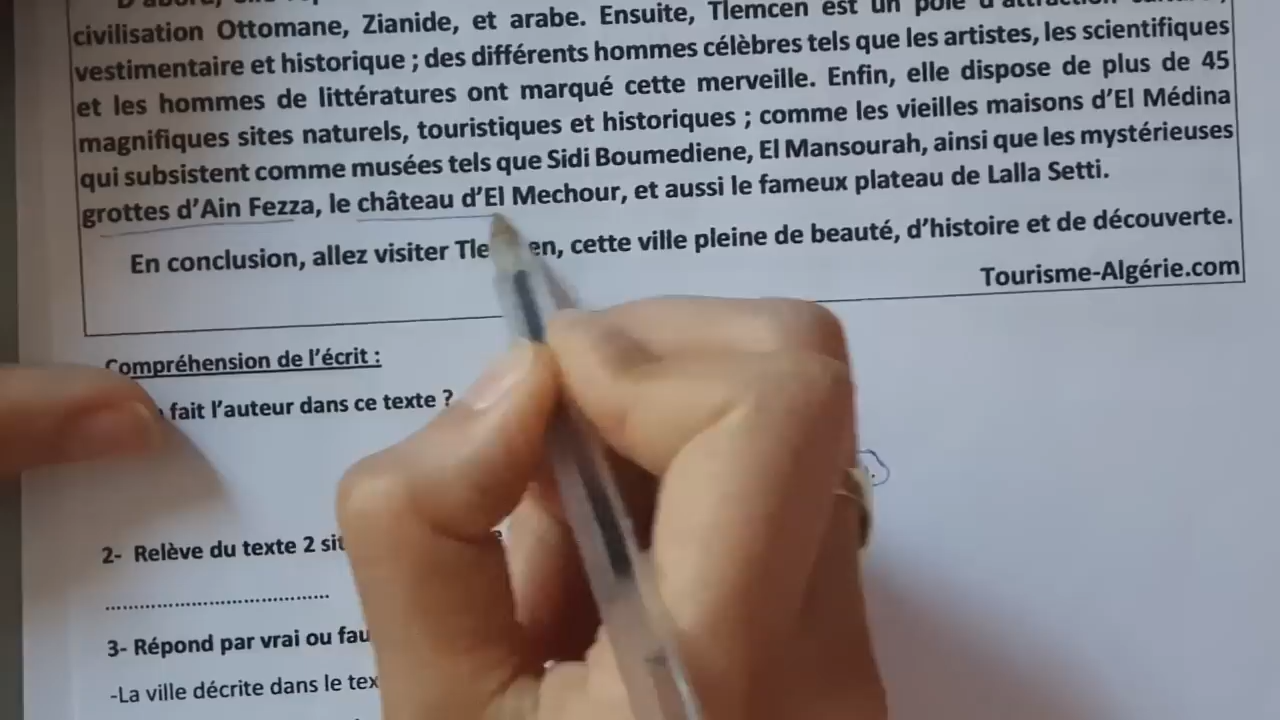 civilisation Ottomane, Zianide, et arabe. Ensuite, Tlemcen est un pole d'attraction
vestimentaire et historique ; des différents hommes célèbres tels que les artistes, les scientifiques
et les hommes de littératures ont marqué cette merveille. Enfin, elle dispose de plus de 45
magnifiques sites naturels, touristiques et historiques ; comme les vieilles maisons d'El Médina
qui subsistent comme musées tels que Sidi Boumediene, El Mansourah, ainsi que les mystérieuses
grottes d'Ain Fezza, le château d'El Mechour, et aussi le fameux plateau de Lalla Setti.
En conclusion, allez visiter Tle en, cette ville pleine de beauté, d'histoire et de découverte.
Tourisme-Algérie.com
Compréhension de l'écrit :
fait l'auteur dans ce texte ?
2- Relève du texte 2 sit
........................................
3- Répond par vrai ou fau
-La ville décrite dans le tex